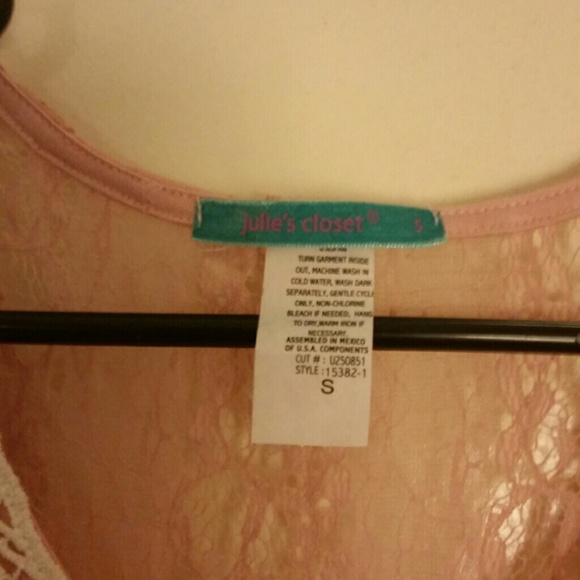 julie's closet® S
TURN GARMENT INSIDE
OUT, MACHINE WASH IN
COLD WATER, WASH DARK
SEPARATELY, GENTLE CYCL
ONLY, NON-CHLORINE
BLEACH IF NEEDED, HANG
TO DRY,WARM IRON IF
NECESSARY.
ASSEMBLED IN MEXICO
OF U.S.A. COMPONENTS
CUT # : U250851
STYLE :15382-1
S